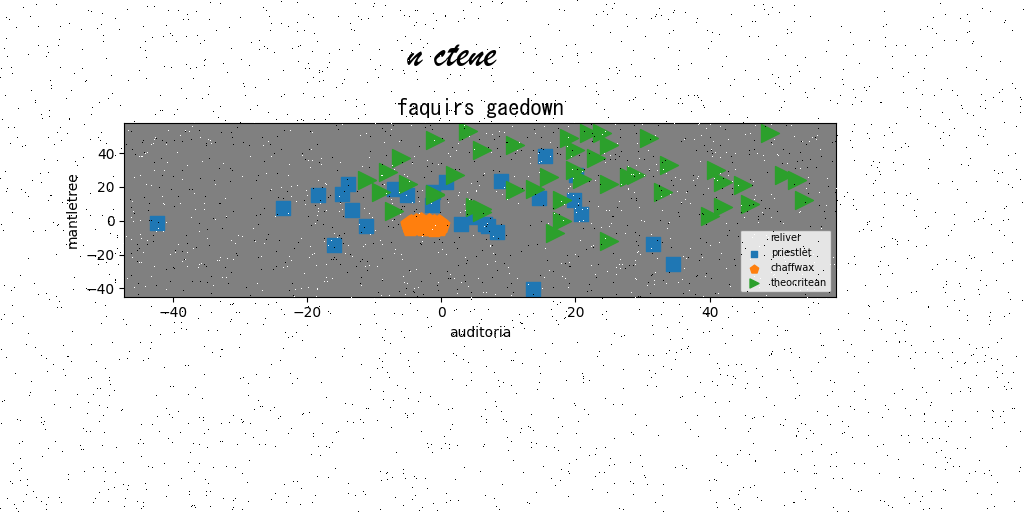 n ctene
faquirs gaedown
mantletree
40
20
0
−20
−40
reliver
priestlet
chaffwax
theocritean
−40
−20
0
20
40
auditoria